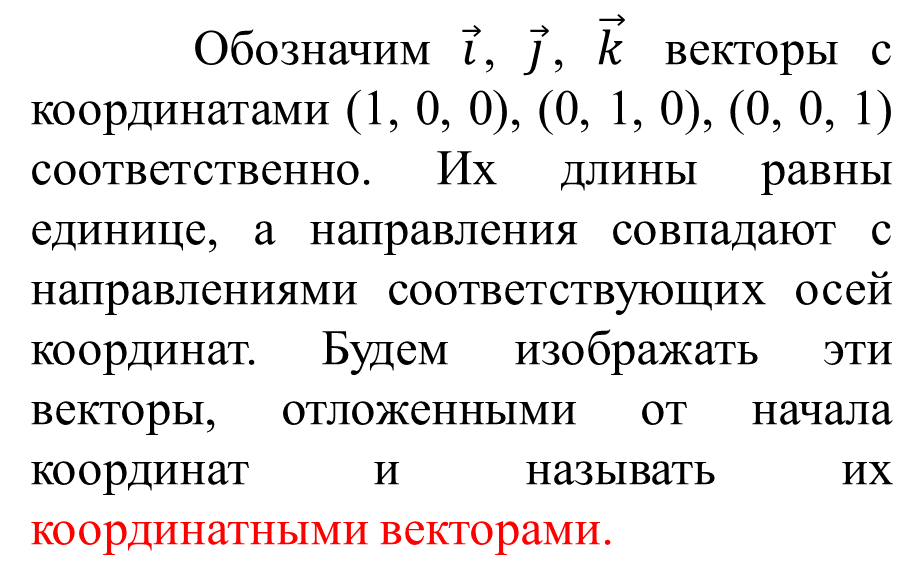 Обозначим i⃗, j⃗, k⃗ векторы с
координатами (1, 0, 0), (0, 1, 0), (0, 0, 1)
соответственно. Их длины равны
единице, а направления совпадают с
направлениями соответствующих осей
координат. Будем изображать эти
векторы, отложенными от начала
координат и называть их
координатными векторами.